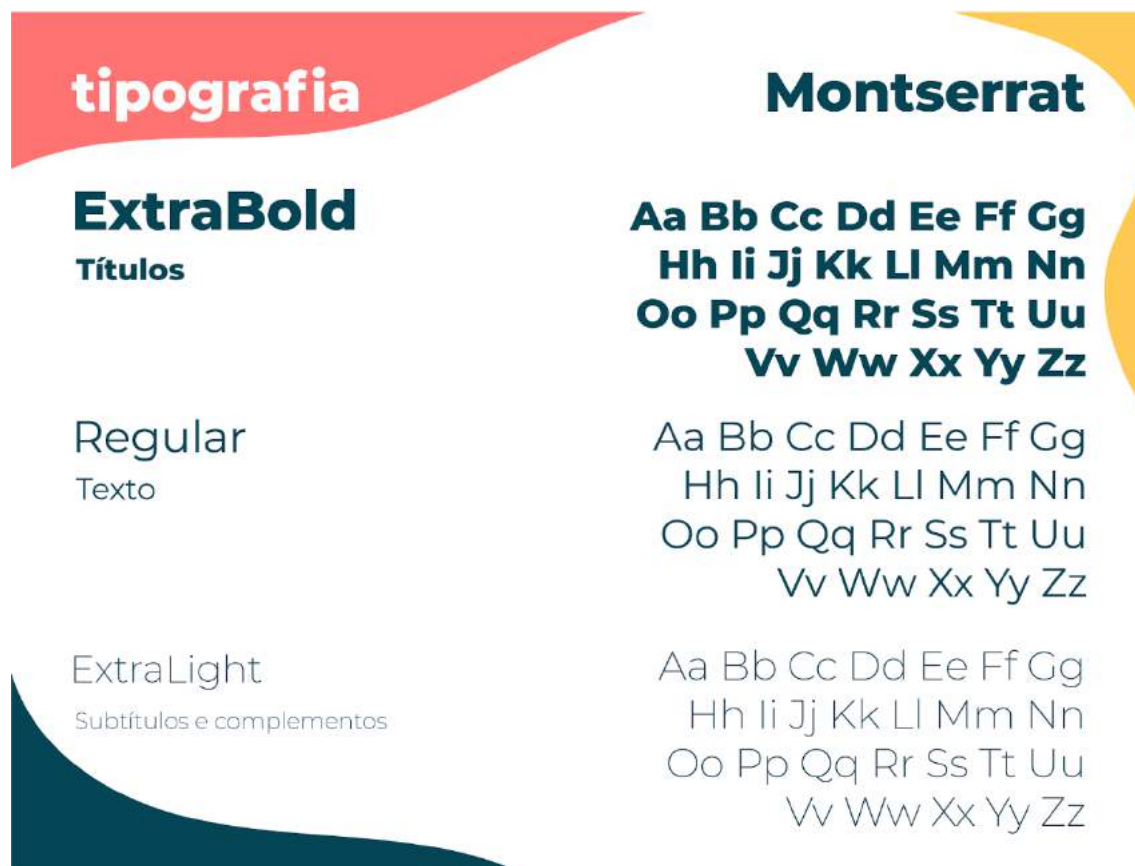 tipografia
Montserrat
ExtraBold
Títulos
Aa Bb Cc Dd Ee Ff Gg
Hh Ii Jj Kk Ll Mm Nn
Oo Pp Qq Rr Ss Tt Uu
Vv Ww Xx Yy Zz
Regular
Texto
Aa Bb Cc Dd Ee Ff Gg
Hh Ii Jj Kk Ll Mm Nn
Oo Pp Qq Rr Ss Tt Uu
Vv Ww Xx Yy Zz
ExtraLight
Subtítulos e complementos
Aa Bb Cc Dd Ee Ff Gg
Hh Ii Jj Kk Ll Mm Nn
Oo Pp Qq Rr Ss Tt Uu
Vv Ww Xx Yy Zz